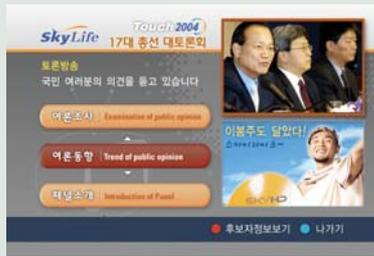 SkyLife
Touch 2004
17대 총선 대토론회
토론방송
국민 여러분의 의견을 듣고 있습니다
여론조사 Examination of public opinion
여론동향 Trend of public opinion
패널소개 Introduction of Panel
이봉주도 달았다!
SKY/HD
후보자정보보기
나가기